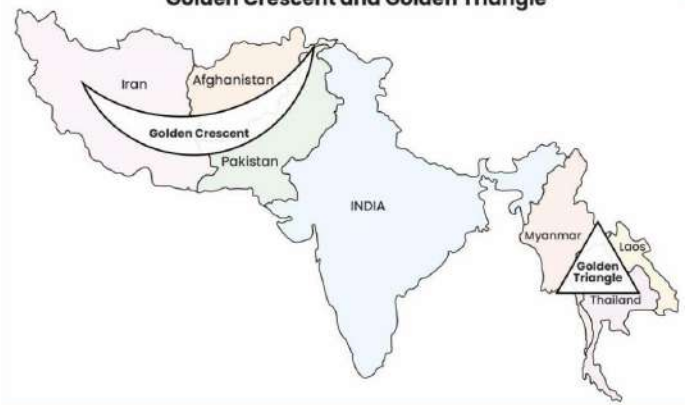 Golden Crescent and Golden Triangle
Iran
Afghanistan
Golden Crescent
Pakistan
INDIA
Myanmar
Laos
Golden
Triangle
Thailand